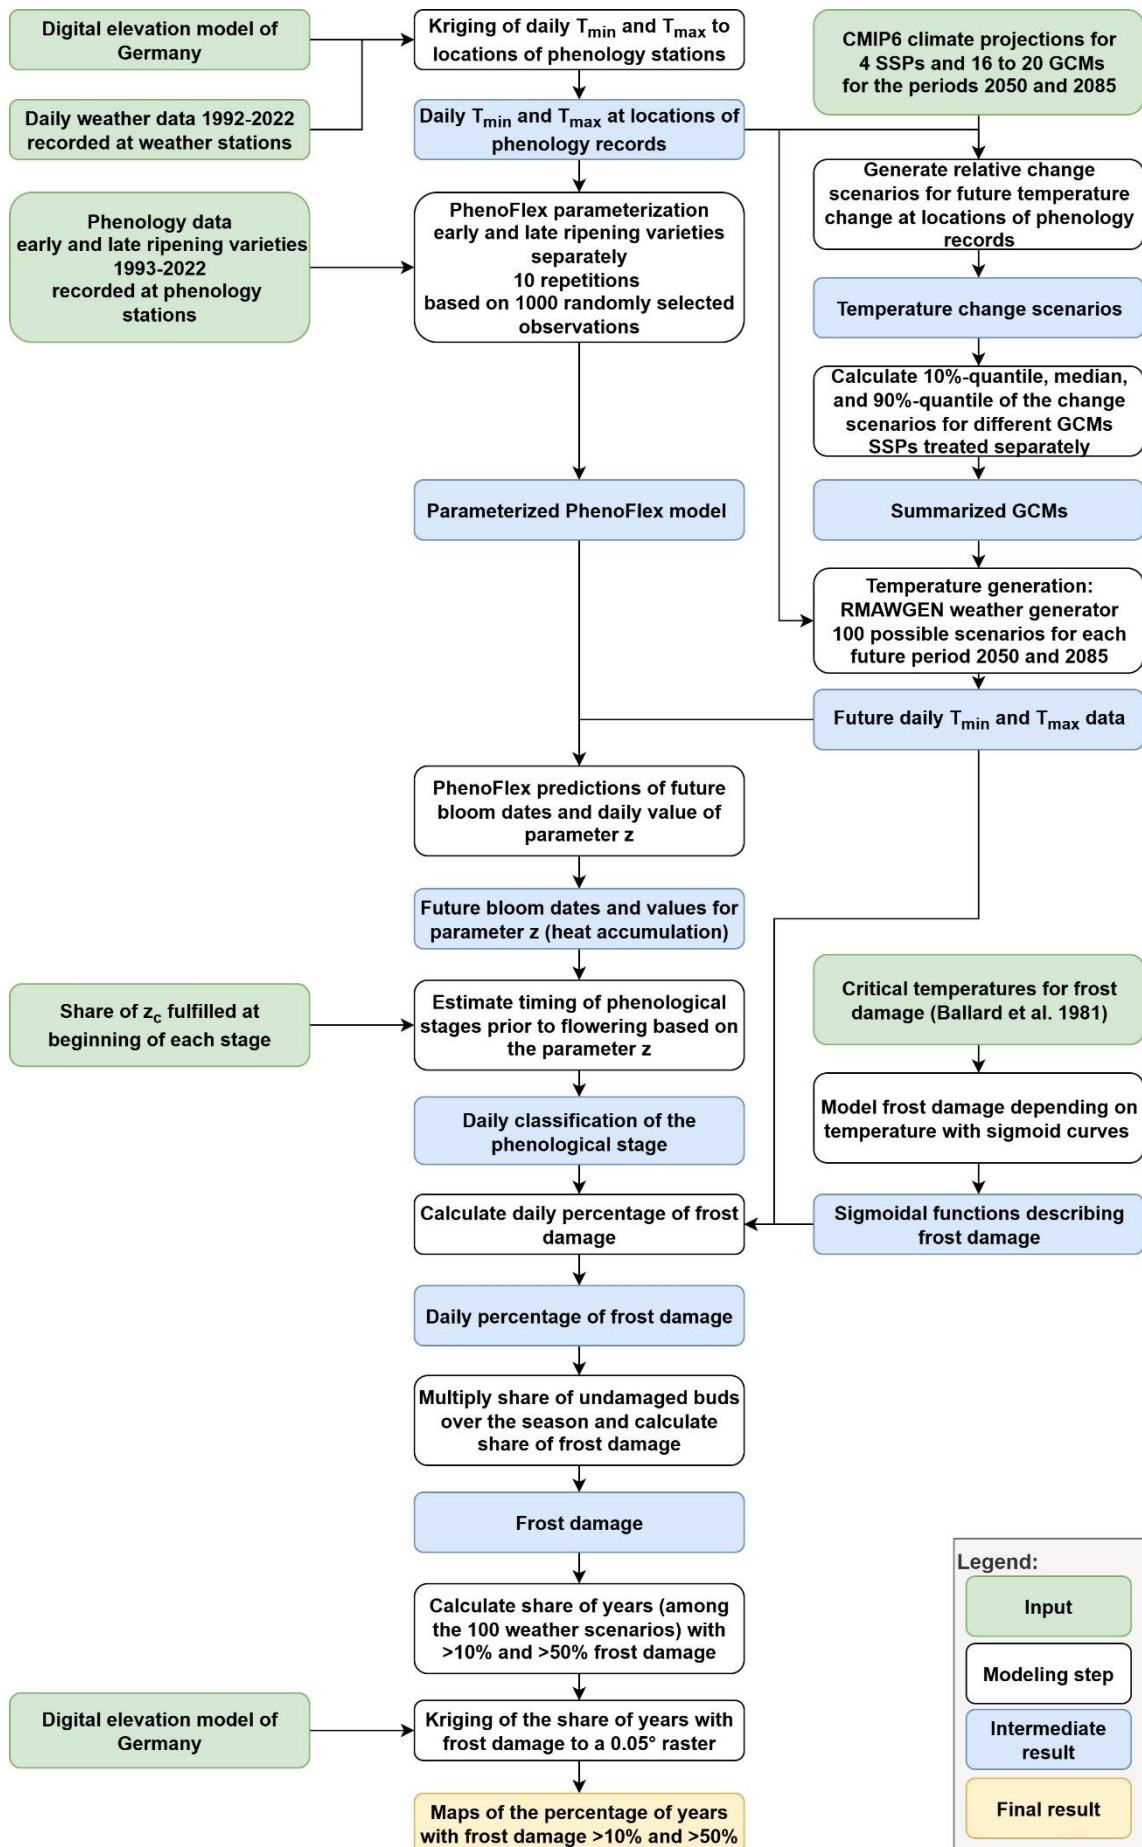 Digital elevation model of
Germany
Kriging of daily Tmin and Tmax to
locations of phenology stations
CMIP6 climate projections for
4 SSPs and 16 to 20 GCMs
for the periods 2050 and 2085
Daily weather data 1992-2022
recorded at weather stations
Daily Tmin and Tmax at locations of
phenology records
Generate relative change
scenarios for future temperature
change at locations of phenology
records
Phenology data
early and late ripening varieties
1993-2022
recorded at phenology
stations
PhenoFlex parameterization
early and late ripening varieties
separately
10 repetitions
based on 1000 randomly selected
observations
Temperature change scenarios
Calculate 10%-quantile, median,
and 90%-quantile of the change
scenarios for different GCMs
SSPs treated separately
Parameterized PhenoFlex model
Summarized GCMs
Temperature generation:
RMAWGEN weather generator
100 possible scenarios for each
future period 2050 and 2085
Future daily Tmin and Tmax data
PhenoFlex predictions of future
bloom dates and daily value of
parameter z
Future bloom dates and values for
parameter z (heat accumulation)
Share of zc fulfilled at
beginning of each stage
Estimate timing of phenological
stages prior to flowering based on
the parameter z
Critical temperatures for frost
damage (Ballard et al. 1981)
Daily classification of the
phenological stage
Model frost damage depending on
temperature with sigmoid curves
Calculate daily percentage of frost
damage
Sigmoidal functions describing
frost damage
Daily percentage of frost damage
Multiply share of undamaged buds
over the season and calculate
share of frost damage
Frost damage
Calculate share of years (among
the 100 weather scenarios) with
>10% and >50% frost damage
Digital elevation model of
Germany
Kriging of the share of years with
frost damage to a 0.05° raster
Maps of the percentage of years
with frost damage >10% and >50%
Legend:
Input
Modeling step
Intermediate
result
Final result